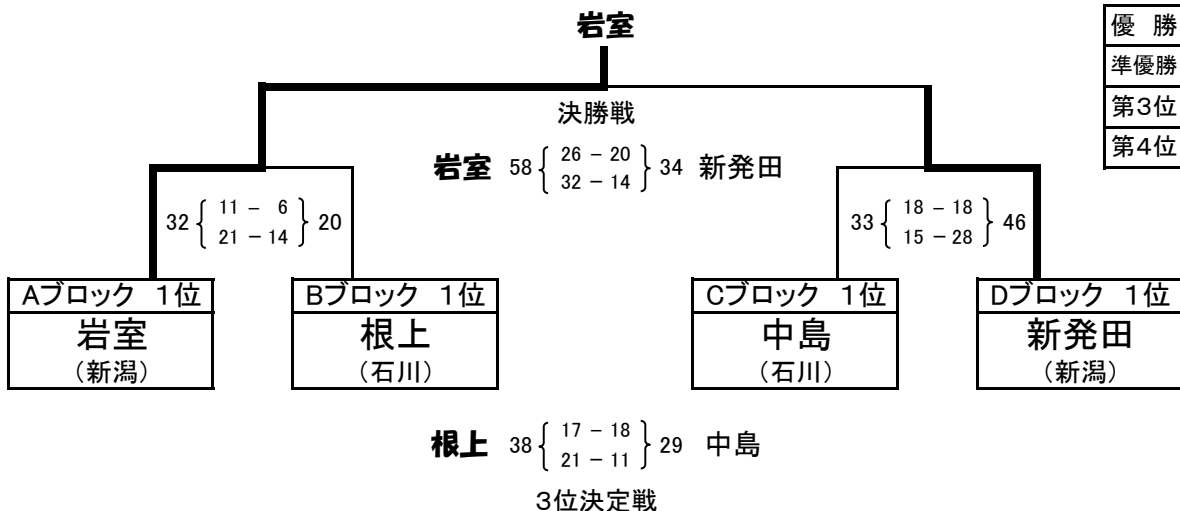 岩室
優 勝
準優勝
第3位
第4位
決勝戦
岩室 58 { 26 - 20 } 34 新発田
32 - 14
32 { 11 - 6 } 20
21 - 14
33 { 18 - 18 } 46
15 - 28
Aブロック 1位
岩室
(新潟)
Bブロック 1位
根上
(石川)
Cブロック 1位
中島
(石川)
Dブロック 1位
新発田
(新潟)
根上 38 { 17 - 18 } 29 中島
21 - 11
3位決定戦